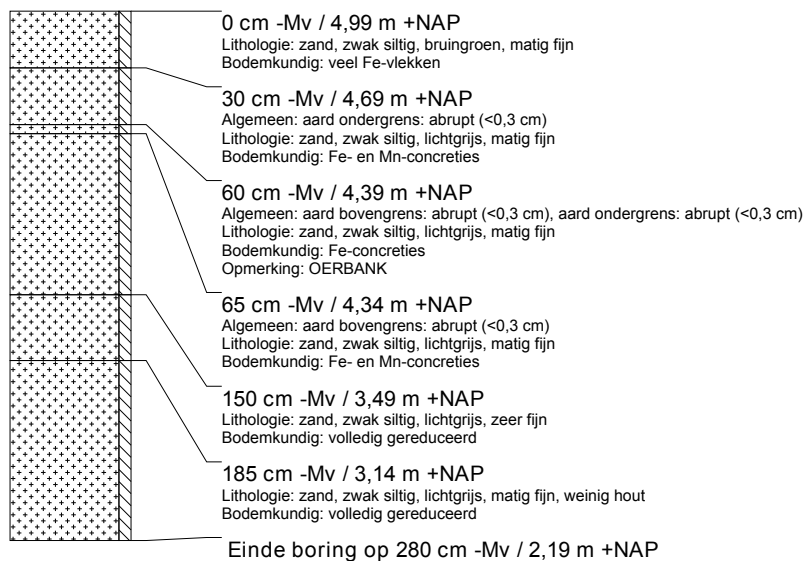 0 cm -Mv / 4,99 m +NAP
Lithologie: zand, zwak siltig, bruingroen, matig fijn
Bodemkundig: veel Fe-vlekken
30 cm -Mv / 4,69 m +NAP
Algemeen: aard ondergrens: abrupt (<0,3 cm)
Lithologie: zand, zwak siltig, lichtgrijs, matig fijn
Bodemkundig: Fe- en Mn-concreties
60 cm -Mv / 4,39 m +NAP
Algemeen: aard bovengrens: abrupt (<0,3 cm), aard ondergrens: abrupt (<0,3 cm)
Lithologie: zand, zwak siltig, lichtgrijs, matig fijn
Bodemkundig: Fe-concreties
Opmerking: OERBANK
65 cm -Mv / 4,34 m +NAP
Algemeen: aard bovengrens: abrupt (<0,3 cm)
Lithologie: zand, zwak siltig, lichtgrijs, matig fijn
Bodemkundig: Fe- en Mn-concreties
150 cm -Mv / 3,49 m +NAP
Lithologie: zand, zwak siltig, lichtgrijs, zeer fijn
Bodemkundig: volledig gereduceerd
185 cm -Mv / 3,14 m +NAP
Lithologie: zand, zwak siltig, lichtgrijs, matig fijn, weinig hout
Bodemkundig: volledig gereduceerd
Einde boring op 280 cm -Mv / 2,19 m +NAP